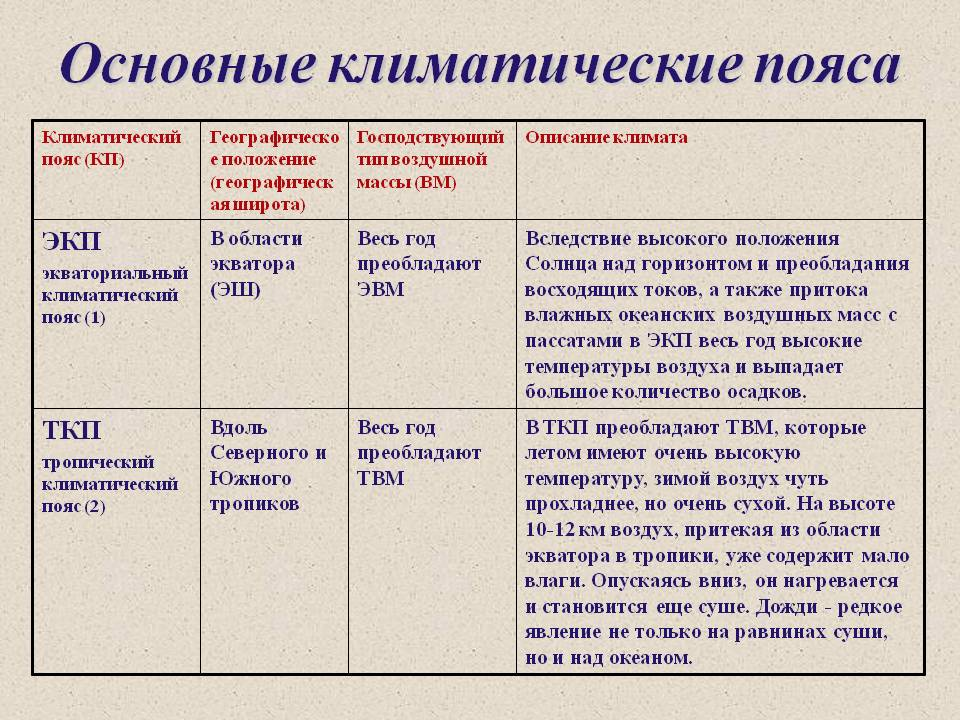 Основные климатические пояса
Климатический
пояс (КП)
Географическо
е положение
(географическ
ая широта)
Господствующий
тип воздушной
массы (ВМ)
Описание климата
ЭКП
экваториальный
климатический
пояс (1)
В области
экватора
(ЭШ)
Весь год
преобладают
ЭВМ
Вследствие высокого положения
Солнца над горизонтом и преобладания
восходящих токов, а также притока
влажных океанских воздушных масс с
пассатами в ЭКП весь год высокие
температуры воздуха и выпадает
большое количество осадков.
ТКП
тропический
климатический
пояс (2)
Вдоль
Северного и
Южного
тропиков
Весь год
преобладают
ТВМ
В ТКП преобладают ТВМ, которые
летом имеют очень высокую
температуру, зимой воздух чуть
прохладнее, но очень сухой. На высоте
10-12 км воздух, притекая из области
экватора в тропики, уже содержит мало
влаги. Опускаясь вниз, он нагревается
и становится еще суше. Дожди - редкое
явление не только на равнинах суши,
но и над океаном.